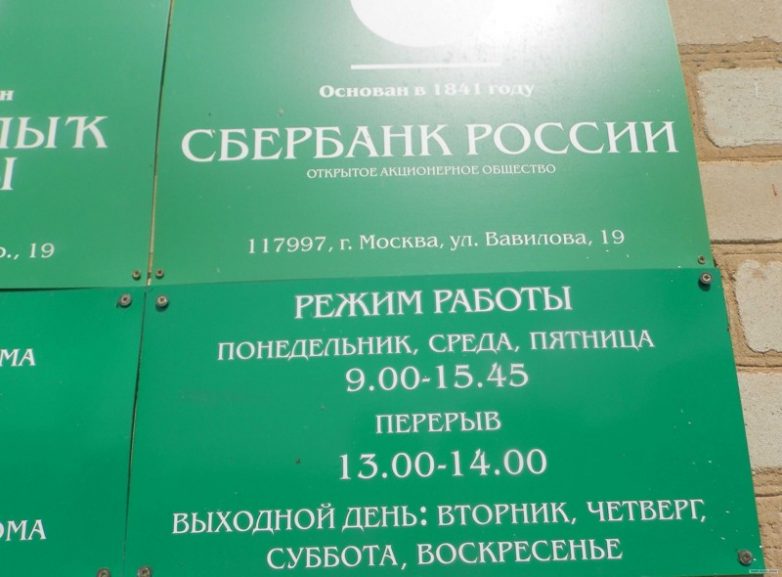 Основан в 1841 году
СБЕРБАНК РОССИИ
ОТКРЫТОЕ АКЦИОНЕРНОЕ ОБЩЕСТВО
117997, г. Москва, ул. Вавилова, 19
РЕЖИМ РАБОТЫ
ПОНЕДЕЛЬНИК, СРЕДА, ПЯТНИЦА
9.00-15.45
ПЕРЕРЫВ
13.00-14.00
ВЫХОДНОЙ ДЕНЬ: ВТОРНИК, ЧЕТВЕРГ,
СУББОТА, ВОСКРЕСЕНЬЕ
19